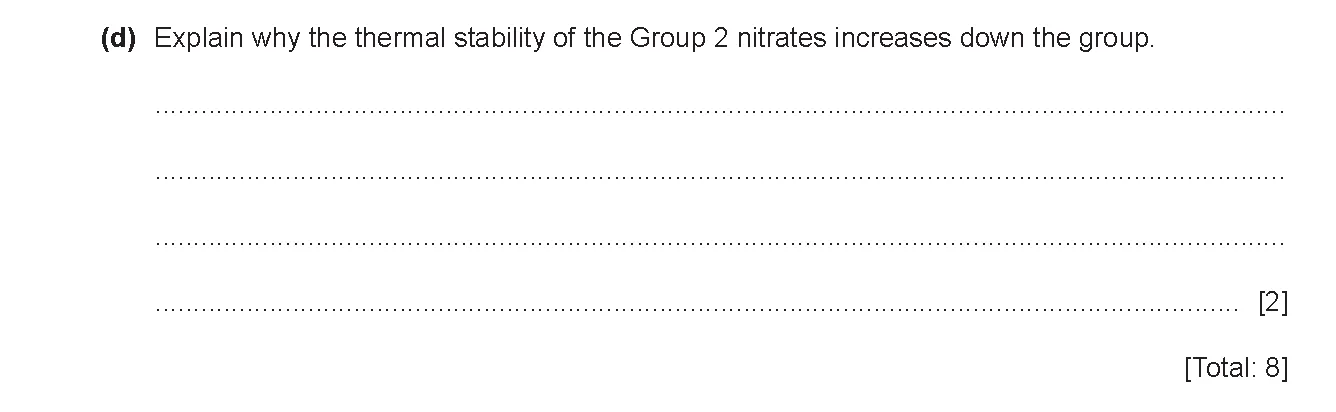 (d) Explain why the thermal stability of the Group 2 nitrates increases down the group.
[2]
[Total: 8]